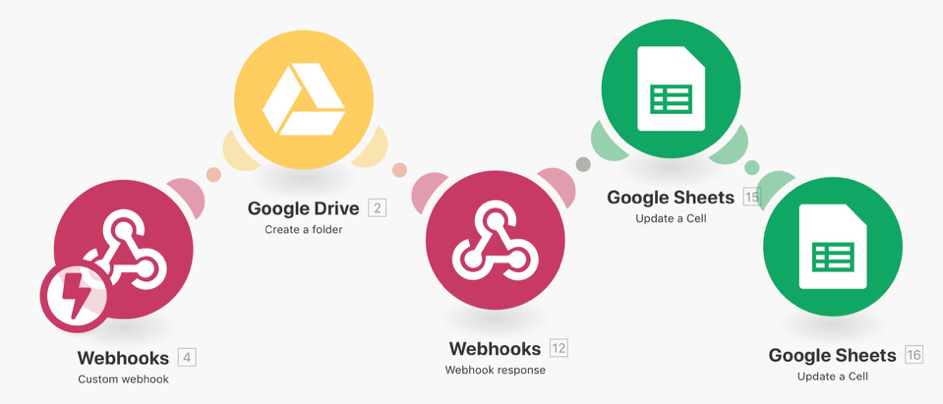 Google Drive 2
Create a folder
Google Sheets 15
Update a Cell
Webhooks 4
Custom webhook
Webhooks 12
Webhook response
Google Sheets 16
Update a Cell